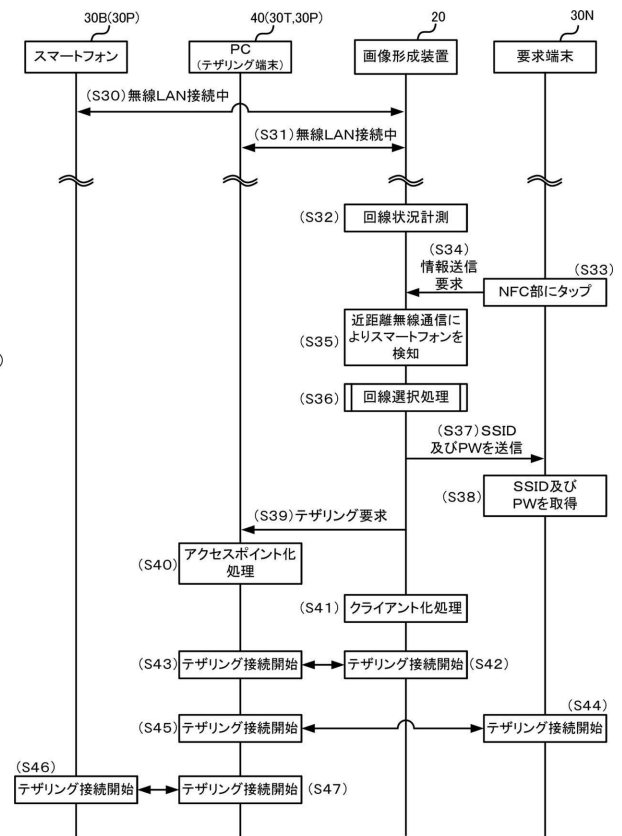 30B(30P)
40(30T,30P)
20
30N
スマートフォン
PC
(テザリング端末)
画像形成装置
要求端末
(S30)無線LAN接続中
(S31)無線LAN接続中
(S32)
回線状況計測
(S34)
情報送信
要求
(S33)
NFC部にタップ
(S35)
近距離無線通信に
よりスマートフォンを
検知
)
(S36)
回線選択処理
(S37)SSID
及びPWを送信
(S38)
SSID及び
PWを取得
(S39)テザリング要求
(S40)
アクセスポイント化
処理
(S41)
クライアント化処理
(S43)
テザリング接続開始
テザリング接続開始
(S42)
(S44)
(S45)
テザリング接続開始
テザリング接続開始
(S46)
テザリング接続開始
テザリング接続開始
(S47)